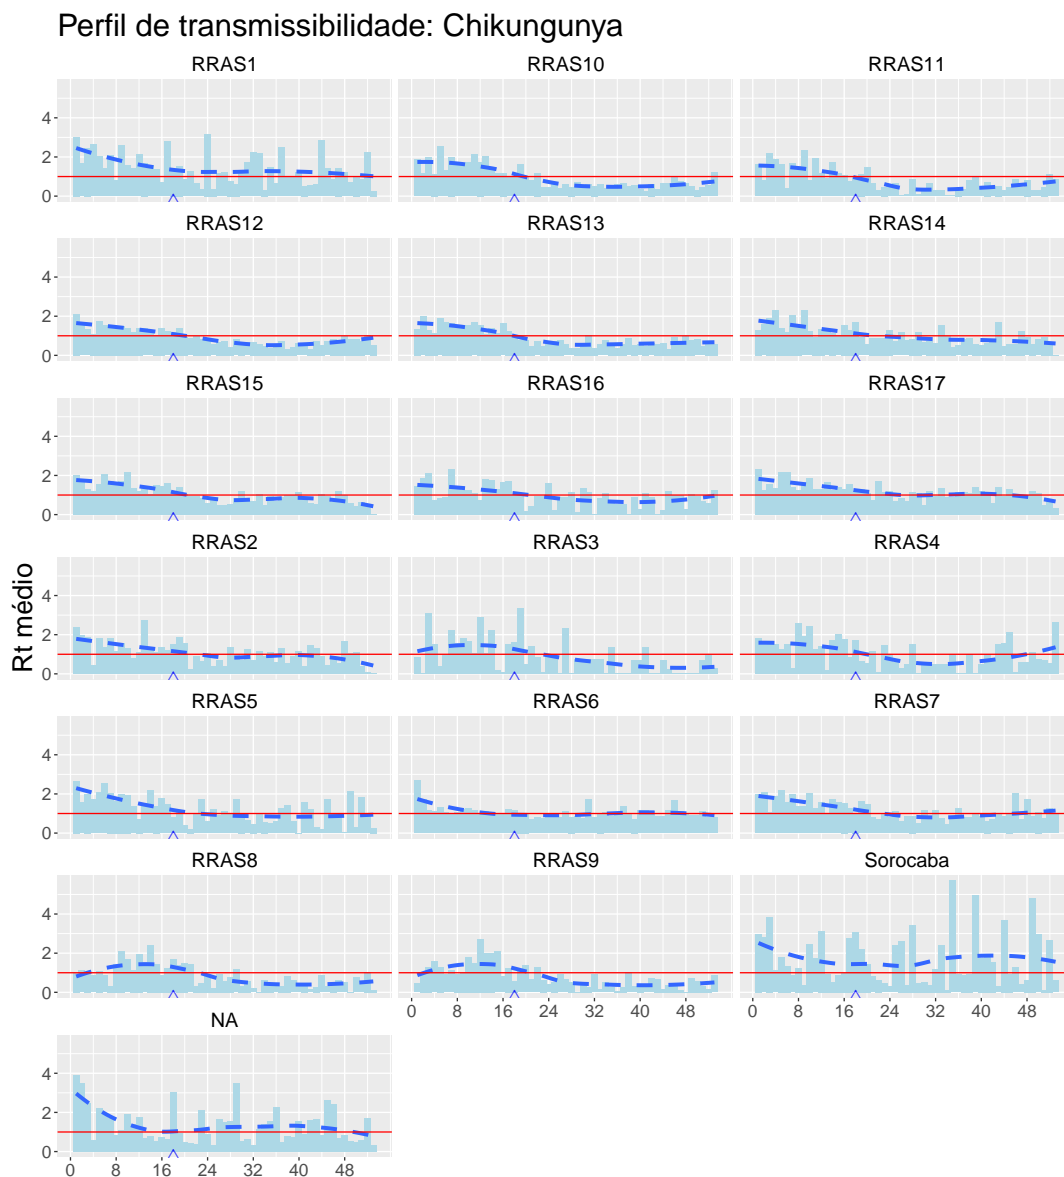 Perfil de transmissibilidade: Chikungunya
RRAS1 RRAS10 RRAS11
4
2
0
RRAS12 RRAS13 RRAS14
4
2
0
RRAS15 RRAS16 RRAS17
4
2
0
RRAS2 RRAS3 RRAS4
4
2
0
Rt médio
RRAS5 RRAS6 RRAS7
4
2
0
RRAS8 RRAS9 Sorocaba
4
2
0
0 8 16 24 32 40 48 0 8 16 24 32 40 48
NA
4
2
0
0 8 16 24 32 40 48